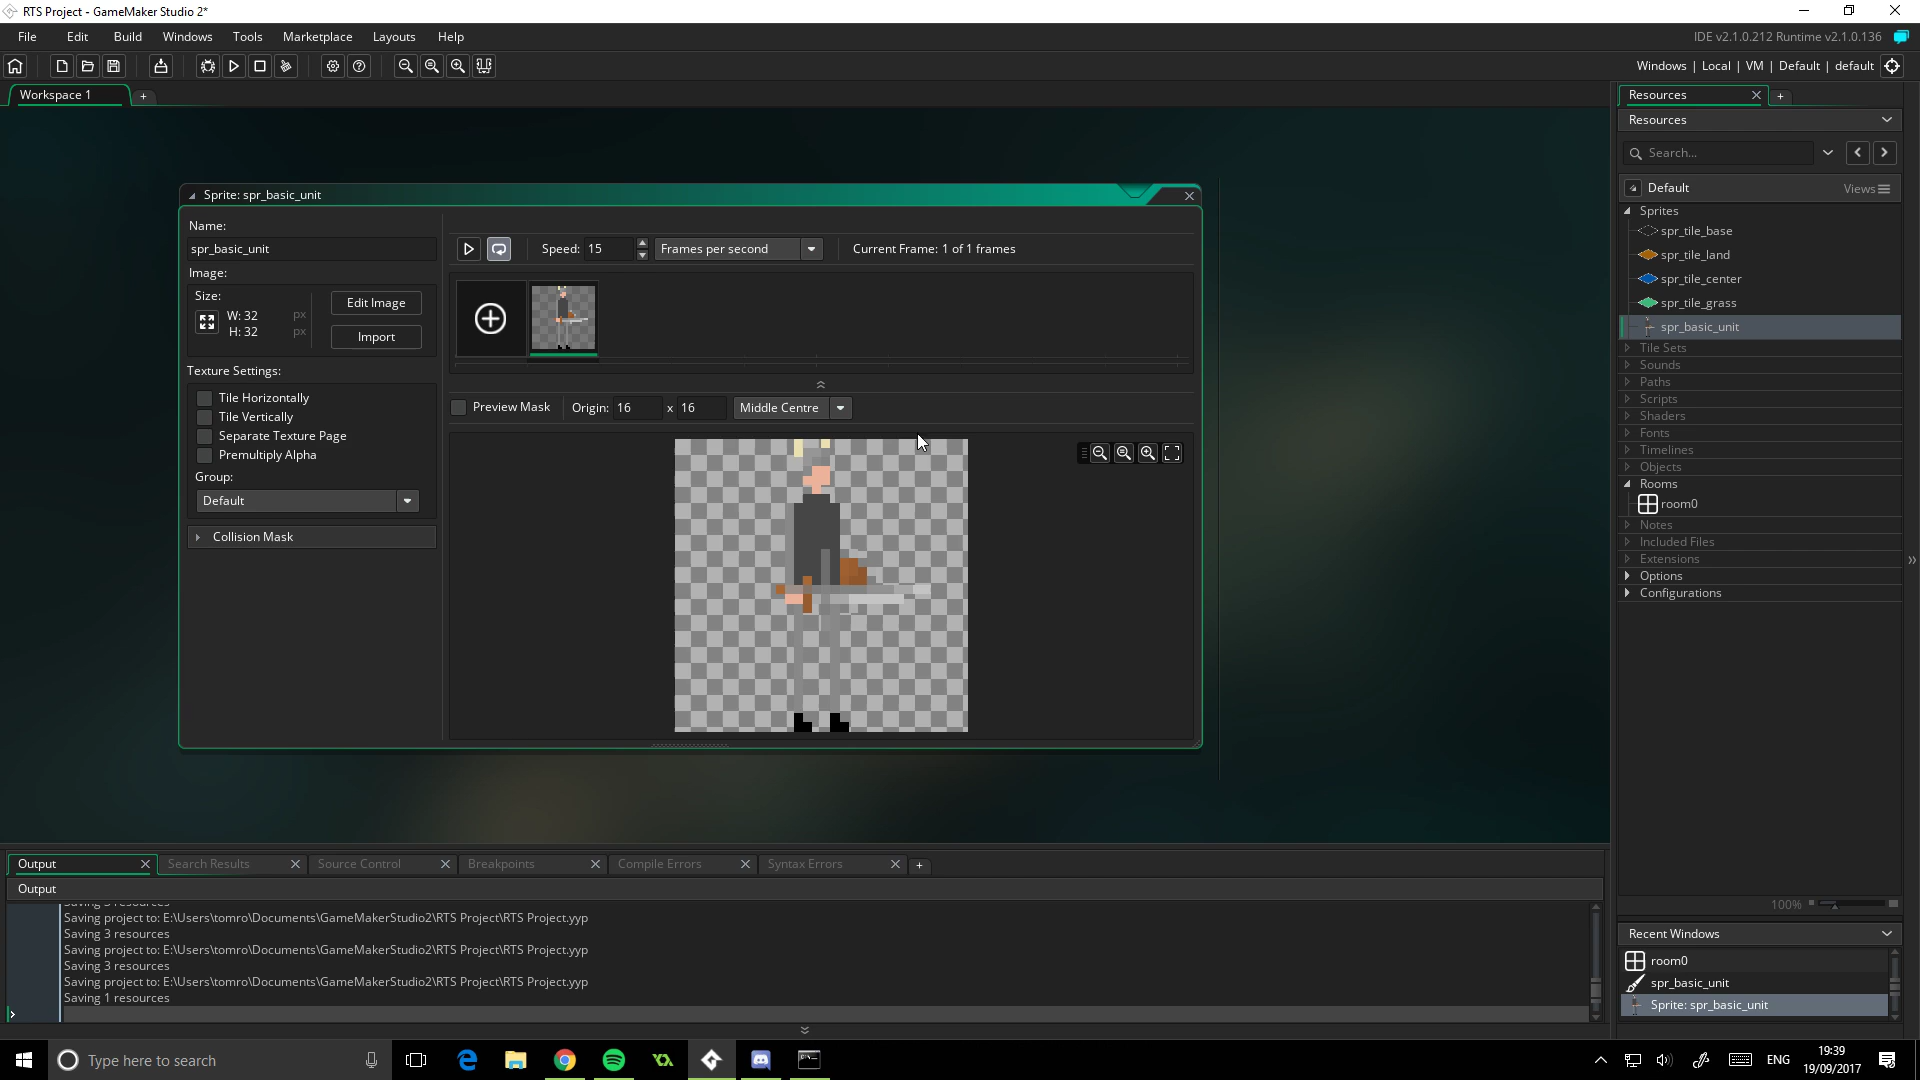 RTS Project - GameMaker Studio 2*
File Edit Build Windows Tools Marketplace Layouts Help
IDE v2.1.0.212 Runtime v2.1.0.136
Windows | Local | VM | Default | default
Workspace 1
Resources
Resources
Search...
Default
Views
Sprites
spr_tile_base
spr_tile_land
spr_tile_center
spr_tile_grass
spr_basic_unit
Tile Sets
Sounds
Paths
Scripts
Shaders
Fonts
Timelines
Objects
Rooms
room0
Notes
Included Files
Extensions
Options
Configurations
100%
Recent Windows
room0
spr_basic_unit
Sprite: spr_basic_unit
Sprite: spr_basic_unit
Name:
spr_basic_unit
Image:
Size:
W: 32 px
H: 32 px
Edit Image
Import
Texture Settings:
Tile Horizontally
Tile Vertically
Separate Texture Page
Premultiply Alpha
Group:
Default
Collision Mask
Speed: 15 Frames per second Current Frame: 1 of 1 frames
Preview Mask Origin: 16 x 16 Middle Centre
Output Search Results Source Control Breakpoints Compile Errors Syntax Errors
Output
Saving 3 resources
Saving project to: E:\Users\tomro\Documents\GameMakerStudio2\RTS Project\RTS Project.yyp
Saving 3 resources
Saving project to: E:\Users\tomro\Documents\GameMakerStudio2\RTS Project\RTS Project.yyp
Saving 3 resources
Saving project to: E:\Users\tomro\Documents\GameMakerStudio2\RTS Project\RTS Project.yyp
Saving 1 resources
Type here to search
ENG
19:39
19/09/2017